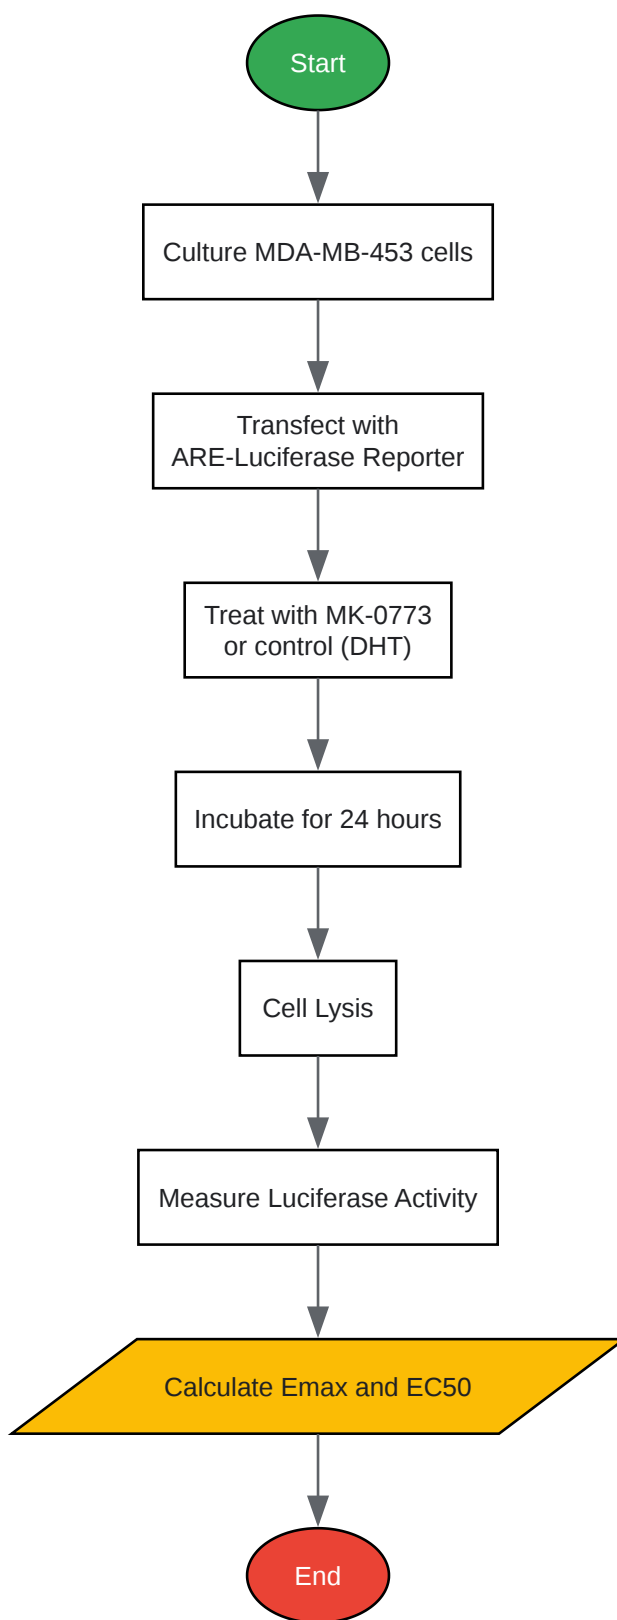 Start
Culture MDA-MB-453 cells
Transfect with
ARE-Luciferase Reporter
Treat with MK-0773
or control (DHT)
Incubate for 24 hours
Cell Lysis
Measure Luciferase Activity
Calculate Emax and EC50
End